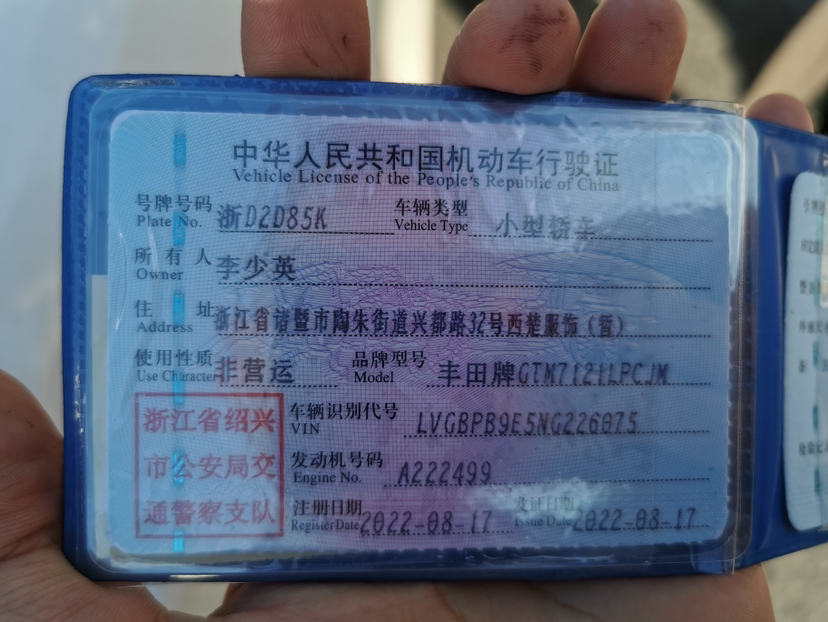 中华人民共和国机动车行驶证
Vehicle License of the People's Republic of China
号牌号码 浙D2D85K 车辆类型 小型轿车
Plate No. Vehicle Type
所有人 李少英
Owner
住址 浙江省诸暨市陶朱街道兴都路32号西楚服饰(暂)
Address
使用性质 非营运 品牌型号 丰田牌GTM7121LPCJM
Use Character Model
浙江省绍兴
市公安局交
通警察支队
车辆识别代号 LVGBPB9E5NG226075
VIN
发动机号码 A222499
Engine No.
注册日期 2022-08-17 发证日期 2022-08-17
Register Date Issue Date